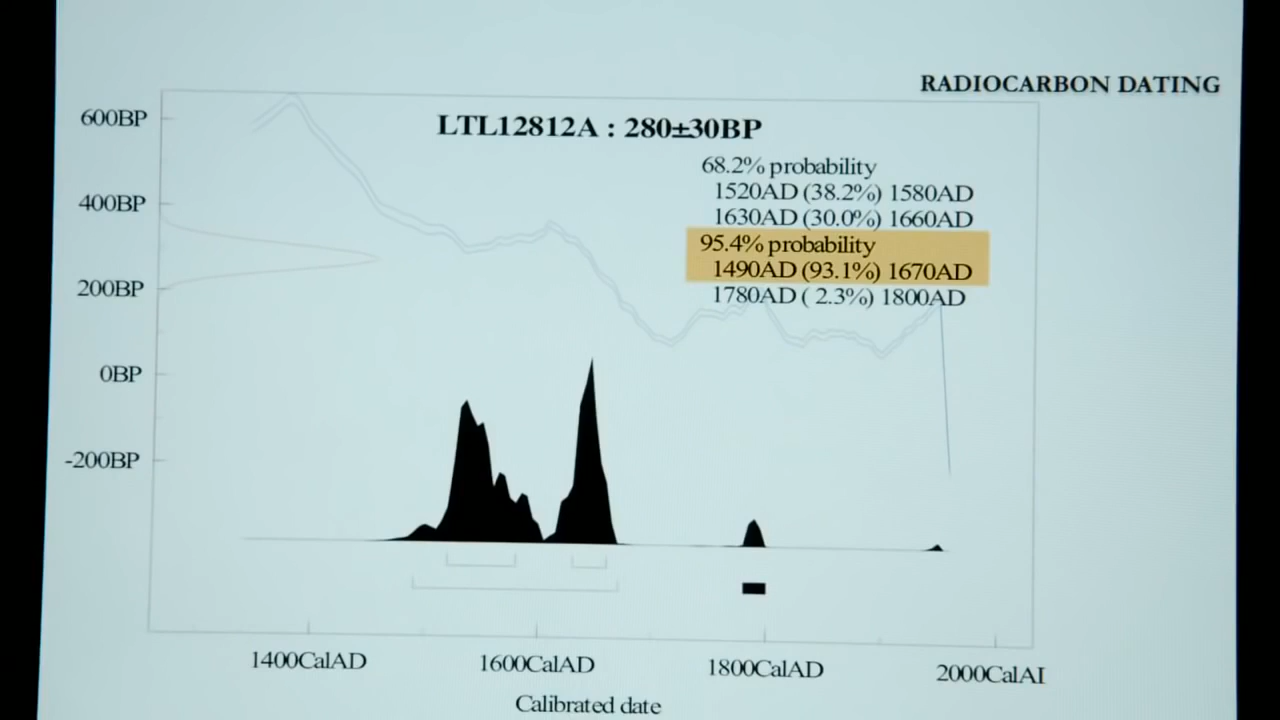 RADIOCARBON DATING
LTL12812A : 280±30BP
68.2% probability
1520AD (38.2%) 1580AD
1630AD (30.0%) 1660AD
95.4% probability
1490AD (93.1%) 1670AD
1780AD ( 2.3%) 1800AD
600BP
400BP
200BP
0BP
-200BP
1400CalAD
1600CalAD
1800CalAD
2000CalAI
Calibrated date